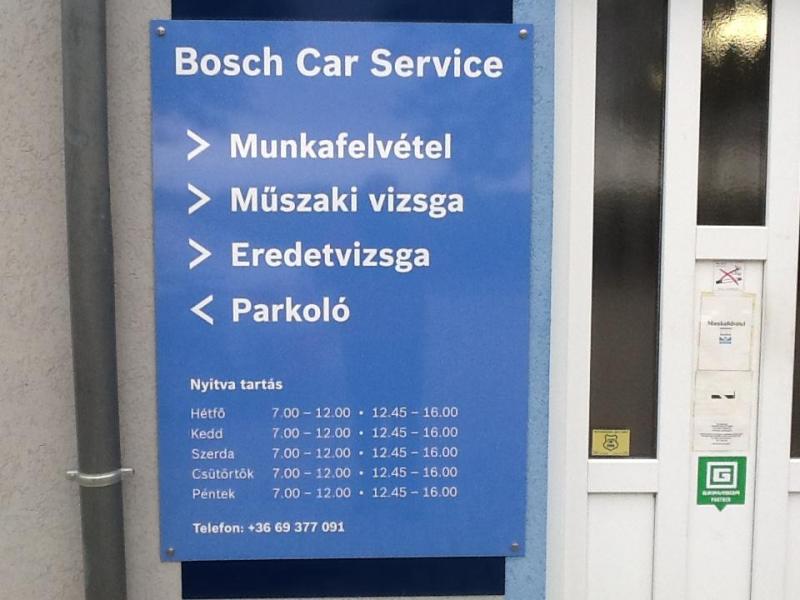 Bosch Car Service
> Munkafelvétel
> Műszaki vizsga
> Eredetvizsga
< Parkoló
Nyitva tartás
Hétfő 7.00 – 12.00 • 12.45 – 16.00
Kedd 7.00 – 12.00 • 12.45 – 16.00
Szerda 7.00 – 12.00 • 12.45 – 16.00
Csütörtök 7.00 – 12.00 • 12.45 – 16.00
Péntek 7.00 – 12.00 • 12.45 – 16.00
Telefon: +36 69 377 091
Munkafelvétel
G
PARTNER